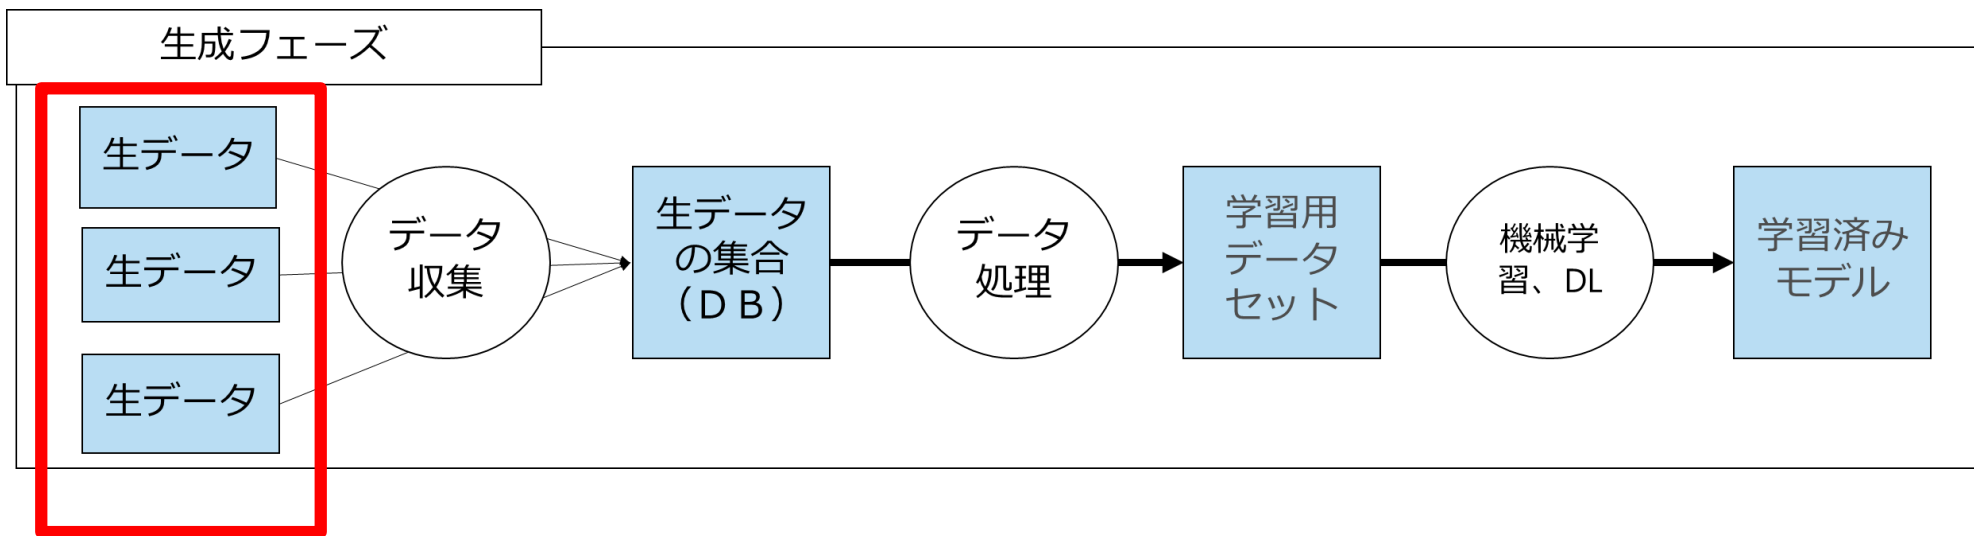 生成フェーズ
生データ
生データ
生データ
データ
収集
生データ
の集合
（ＤＢ）
データ
処理
学習用
データ
セット
機械学
習、DL
学習済み
モデル